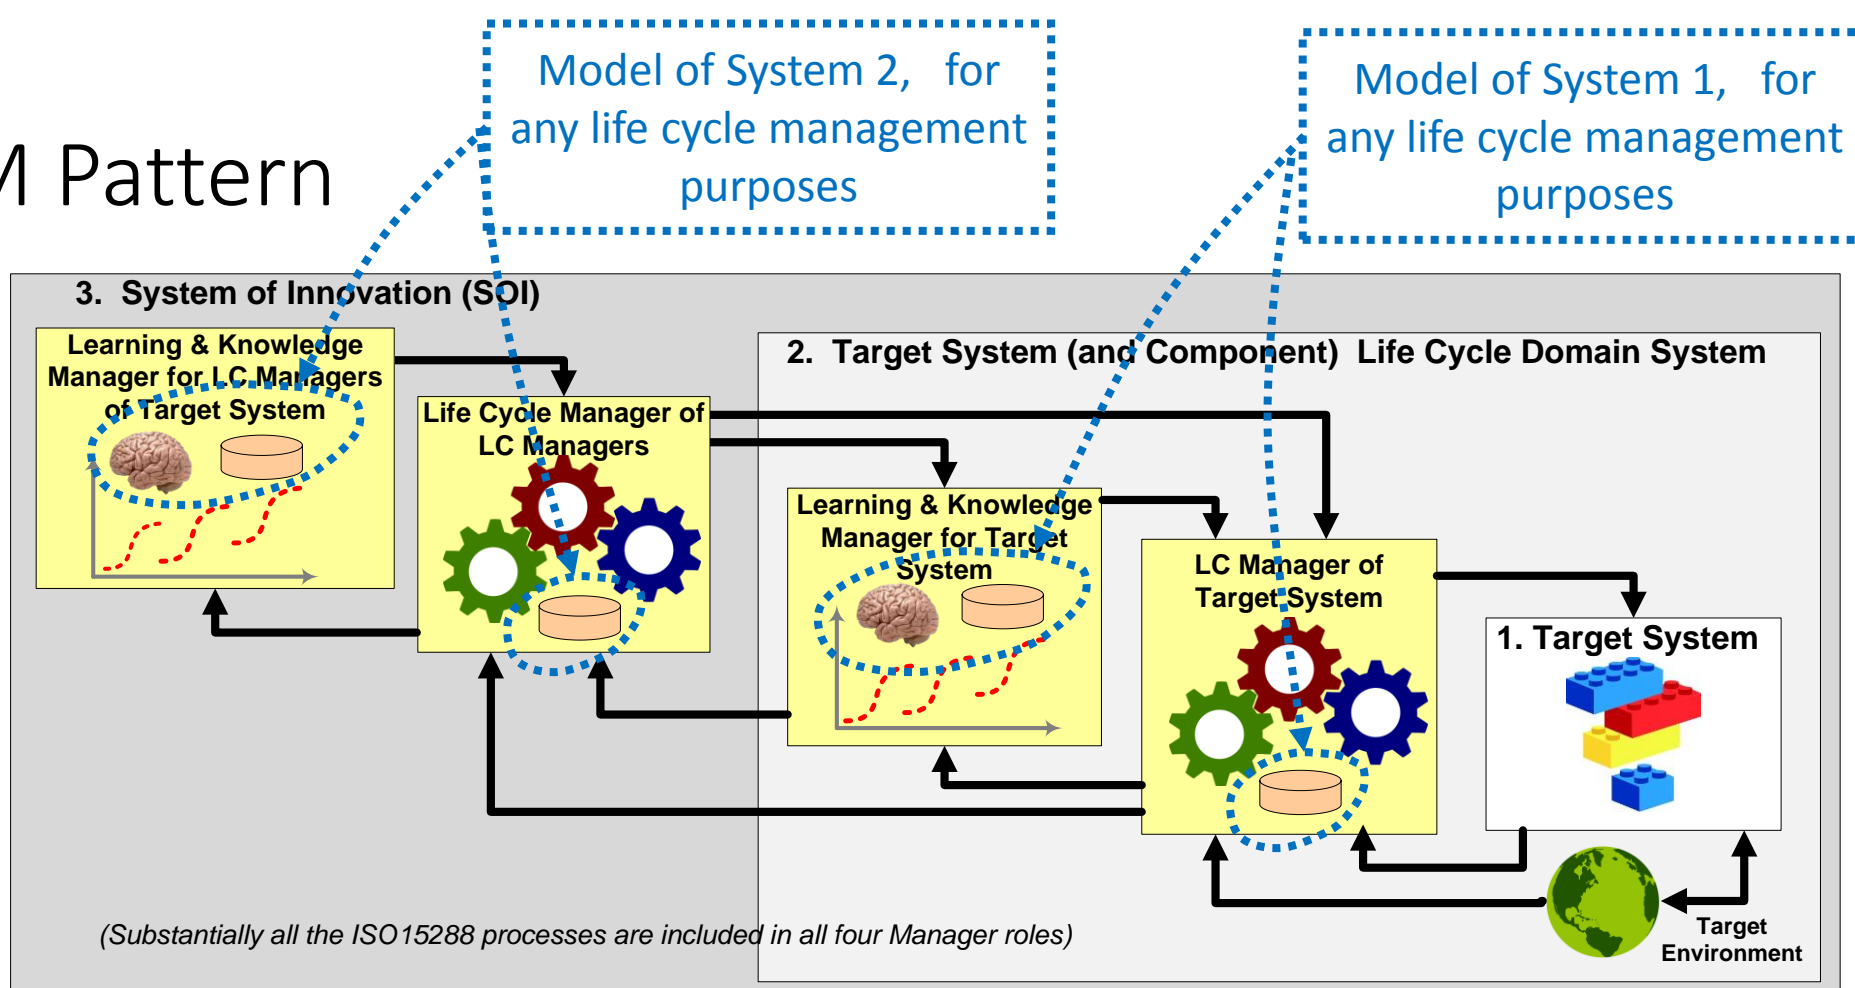 Model of System 2, for
any life cycle management
purposes
Model of System 1, for
any life cycle management
purposes
M Pattern
3. System of Innovation (SOI)
Learning & Knowledge
Manager for LC Managers
of Target System
Life Cycle Manager of
LC Managers
2. Target System (and Component) Life Cycle Domain System
Learning & Knowledge
Manager for Target
System
LC Manager of
Target System
1. Target System
Target
Environment
(Substantially all the ISO15288 processes are included in all four Manager roles)